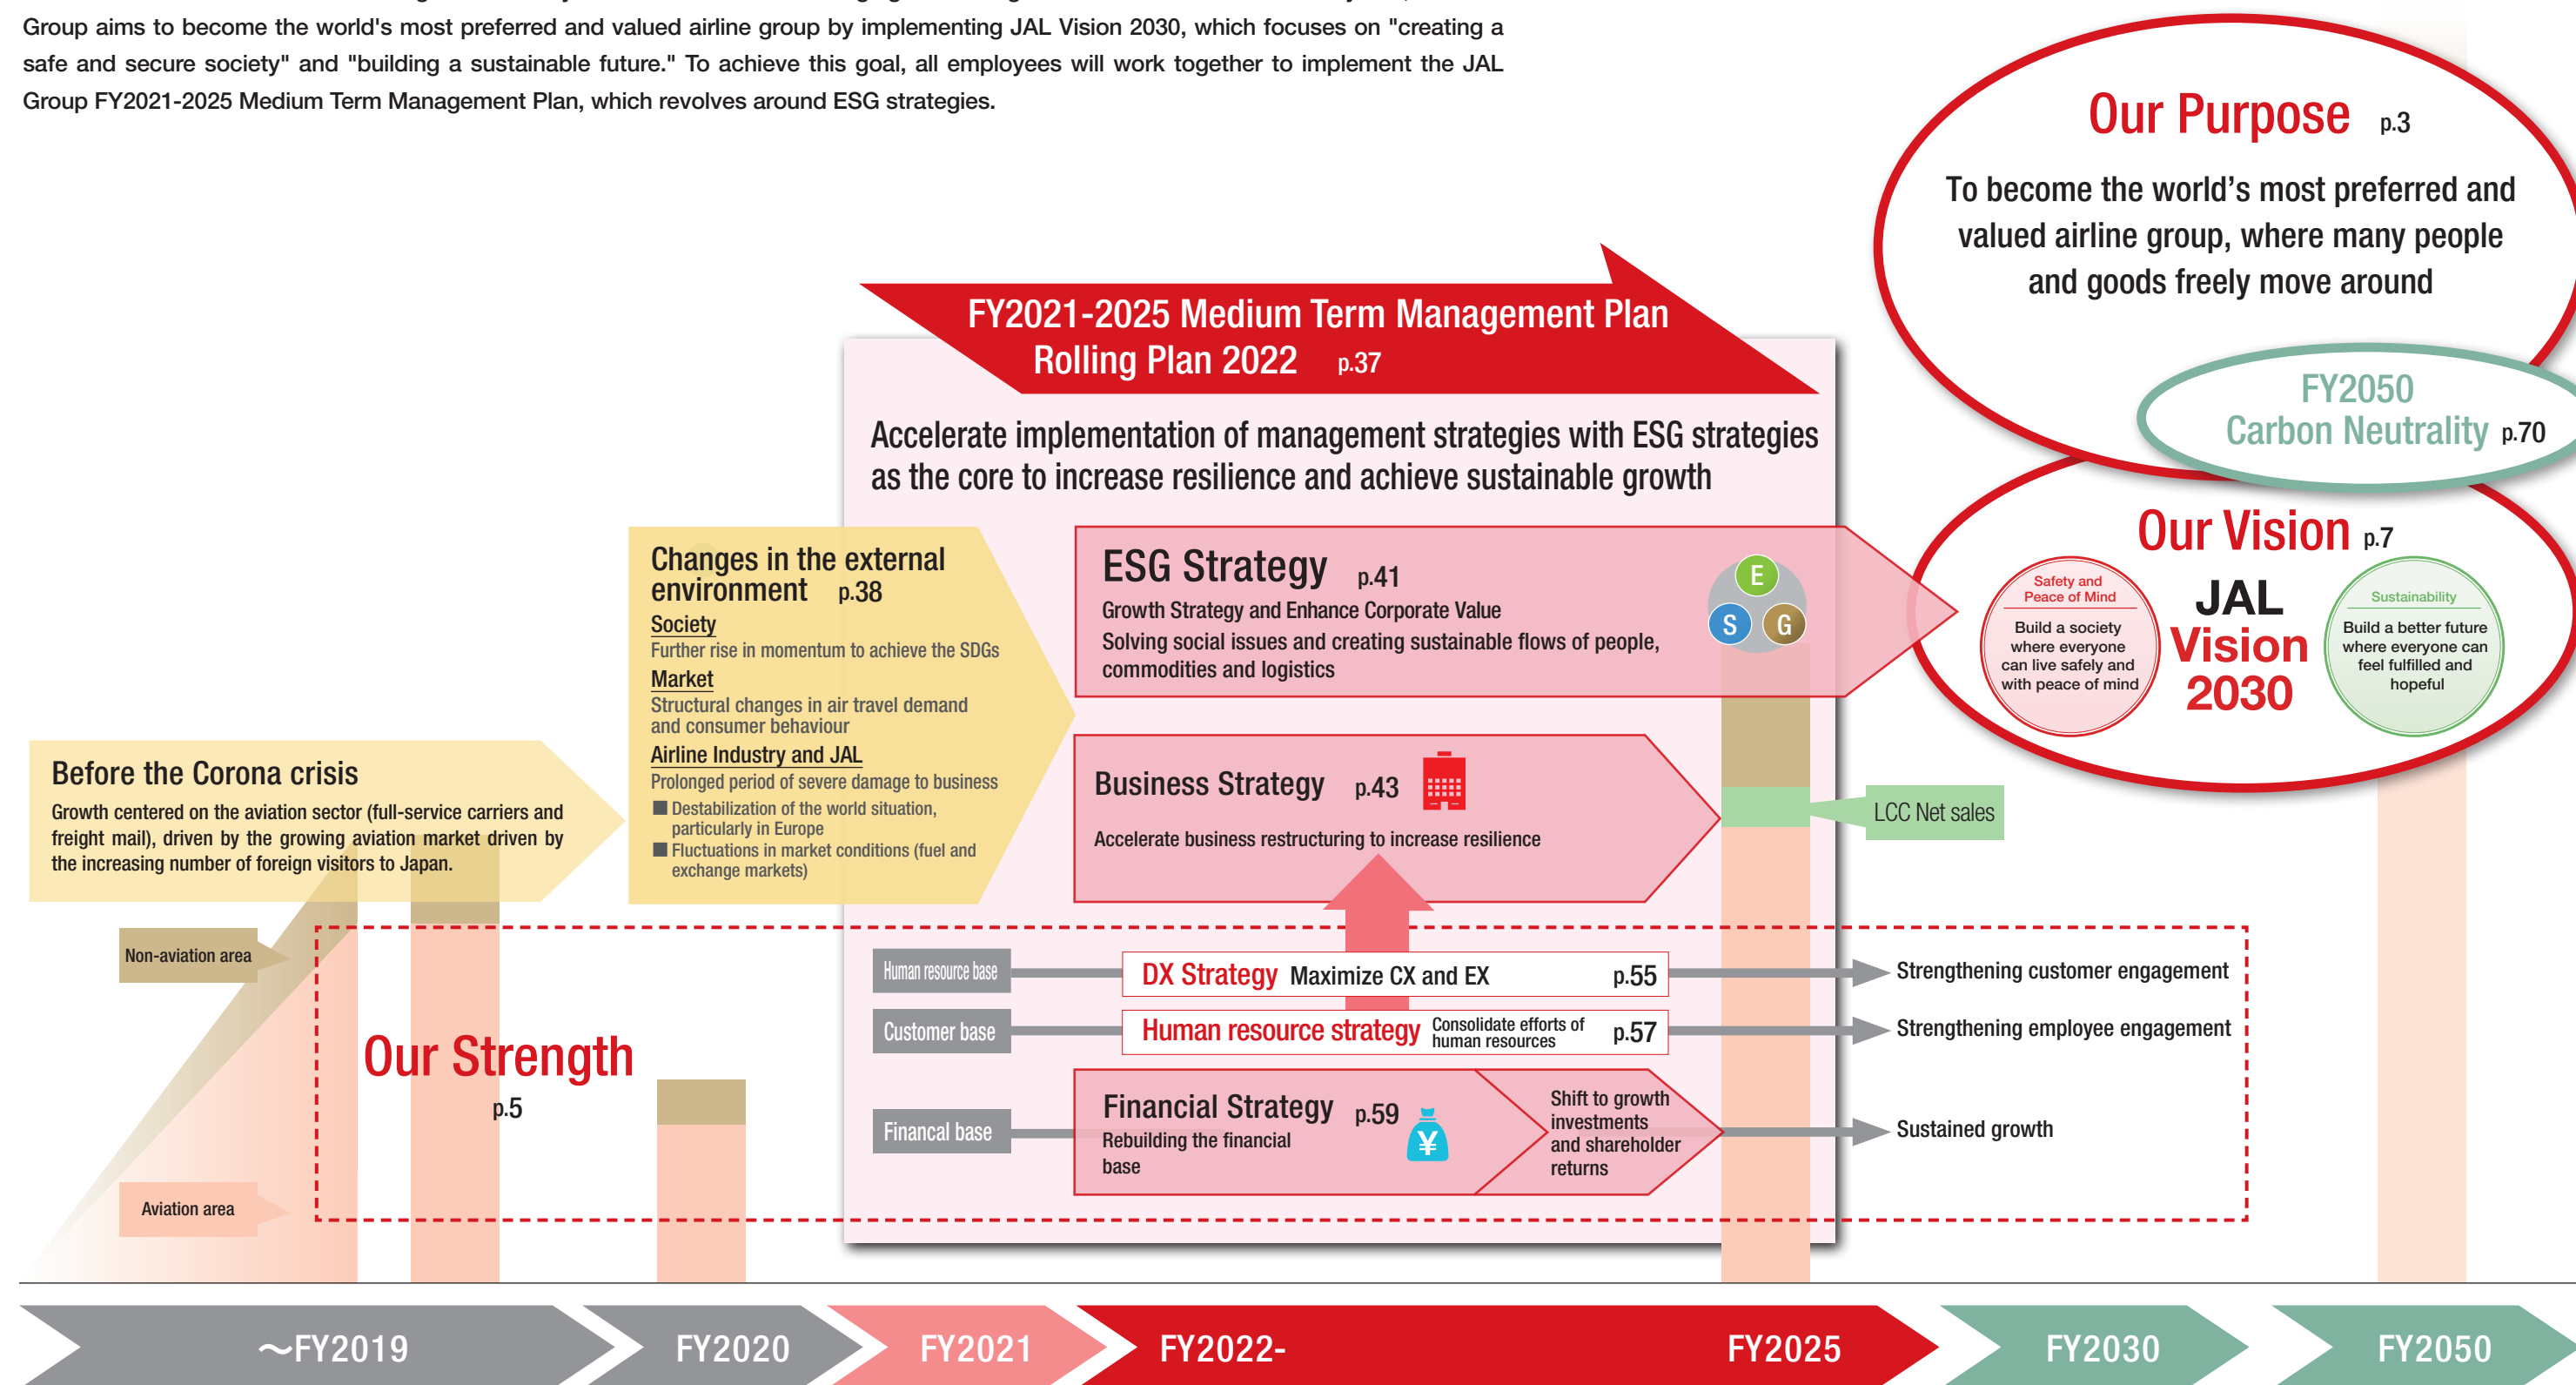 Group aims to become the world's most preferred and valued airline group by implementing JAL Vision 2030, which focuses on "creating a
safe and secure society" and "building a sustainable future." To achieve this goal, all employees will work together to implement the JAL
Group FY2021-2025 Medium Term Management Plan, which revolves around ESG strategies.
Our Purpose p.3
To become the world's most preferred and
valued airline group, where many people
and goods freely move around
FY2050
Carbon Neutrality p.70
Our Vision p.7
Safety and
Peace of Mind
Build a society
where everyone
can live safely and
with peace of mind
JAL
Vision
2030
Sustainability
Build a better future
where everyone can
feel fulfilled and
hopeful
FY2021-2025 Medium Term Management Plan
Rolling Plan 2022 p.37
Accelerate implementation of management strategies with ESG strategies
as the core to increase resilience and achieve sustainable growth
Before the Corona crisis
Growth centered on the aviation sector (full-service carriers and
freight mail), driven by the growing aviation market driven by
the increasing number of foreign visitors to Japan.
Changes in the external
environment p.38
Society
Further rise in momentum to achieve the SDGs
Market
Structural changes in air travel demand
and consumer behaviour
Airline Industry and JAL
Prolonged period of severe damage to business
■ Destabilization of the world situation,
particularly in Europe
■ Fluctuations in market conditions (fuel and
exchange markets)
ESG Strategy p.41
Growth Strategy and Enhance Corporate Value
Solving social issues and creating sustainable flows of people,
commodities and logistics
E
S G
Business Strategy p.43
Accelerate business restructuring to increase resilience
LCC Net sales
Non-aviation area
Aviation area
Our Strength
p.5
Human resource base
DX Strategy Maximize CX and EX p.55
Strengthening customer engagement
Customer base
Human resource strategy Consolidate efforts of
human resources p.57
Strengthening employee engagement
Financal base
Financial Strategy p.59
Rebuilding the financial
base
¥
Shift to growth
investments
and shareholder
returns
Sustained growth
〜FY2019
FY2020
FY2021
FY2022-
FY2025
FY2030
FY2050